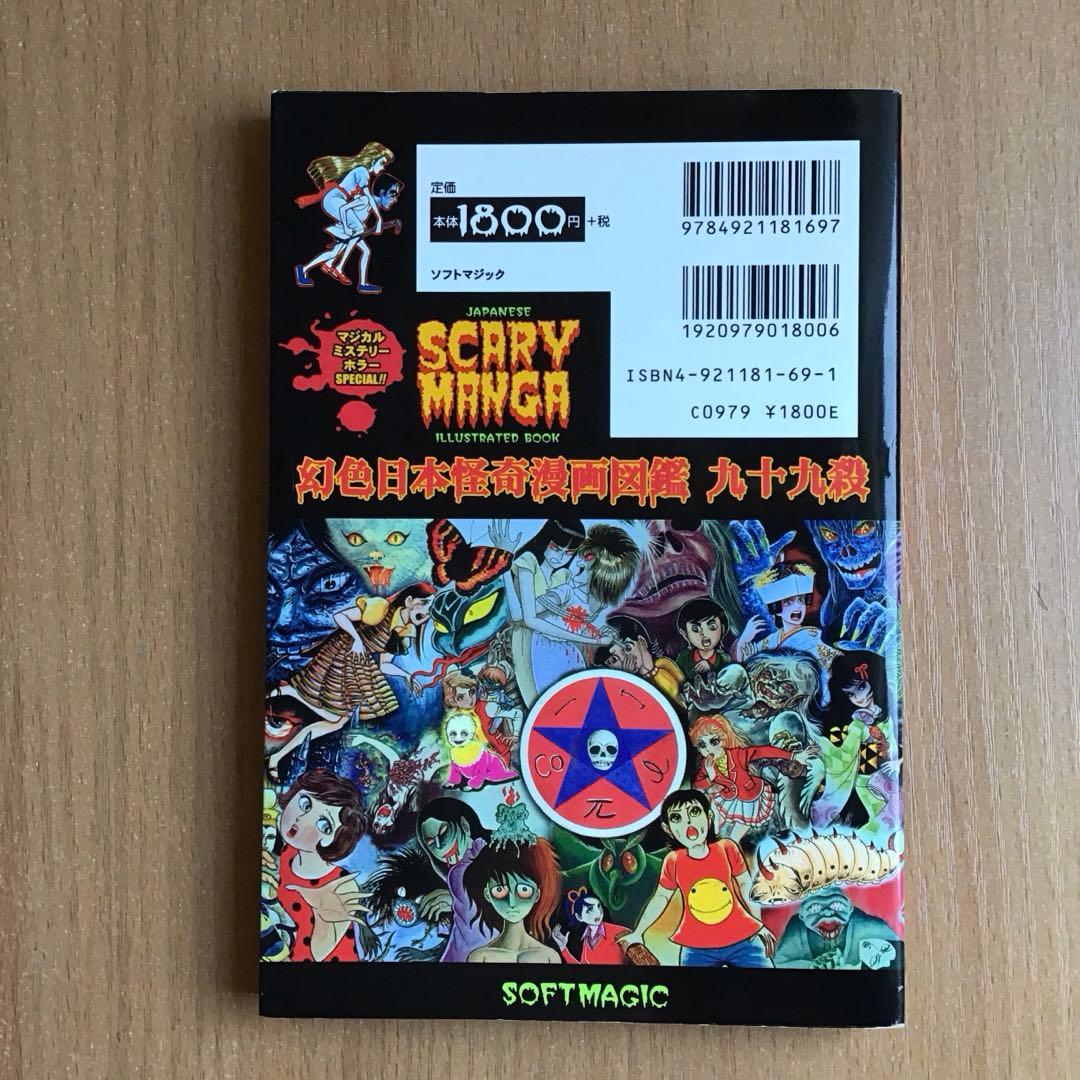 定価
本体1800円+税
ソフトマジック
9784921181697
1920979018006
ISBN4-921181-69-1
C0979 ¥1800E
マジカル
ミステリー
ホラー
SPECIAL!!
JAPANESE
SCARY
MANGA
ILLUSTRATED BOOK
幻色日本怪奇漫画図鑑 九十九殺
SOFTMAGIC